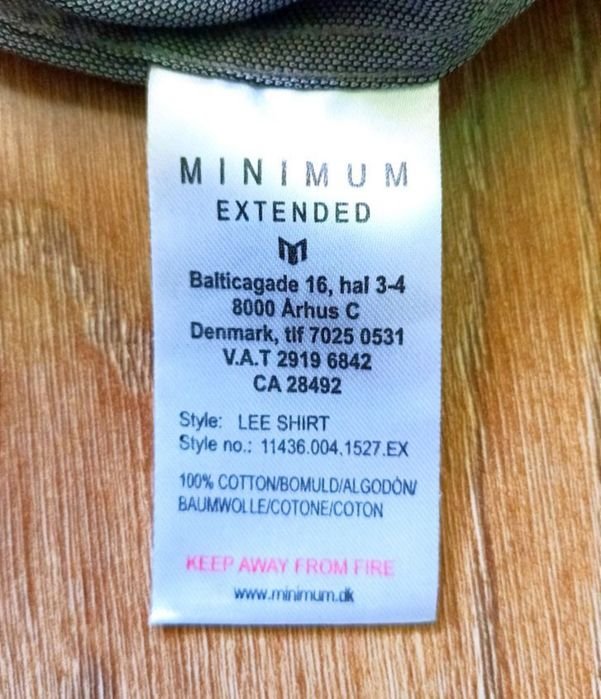 MINIMUM
EXTENDED
Balticagade 16, hal 3-4
8000 Århus C
Denmark, tlf 7025 0531
V.A.T 2919 6842
CA 28492
Style: LEE SHIRT
Style no.: 11436.004.1527.EX
100% COTTON/BOMULD/ALGODÓN/
BAUMWOLLE/COTONE/COTON
KEEP AWAY FROM FIRE
www.minimum.dk